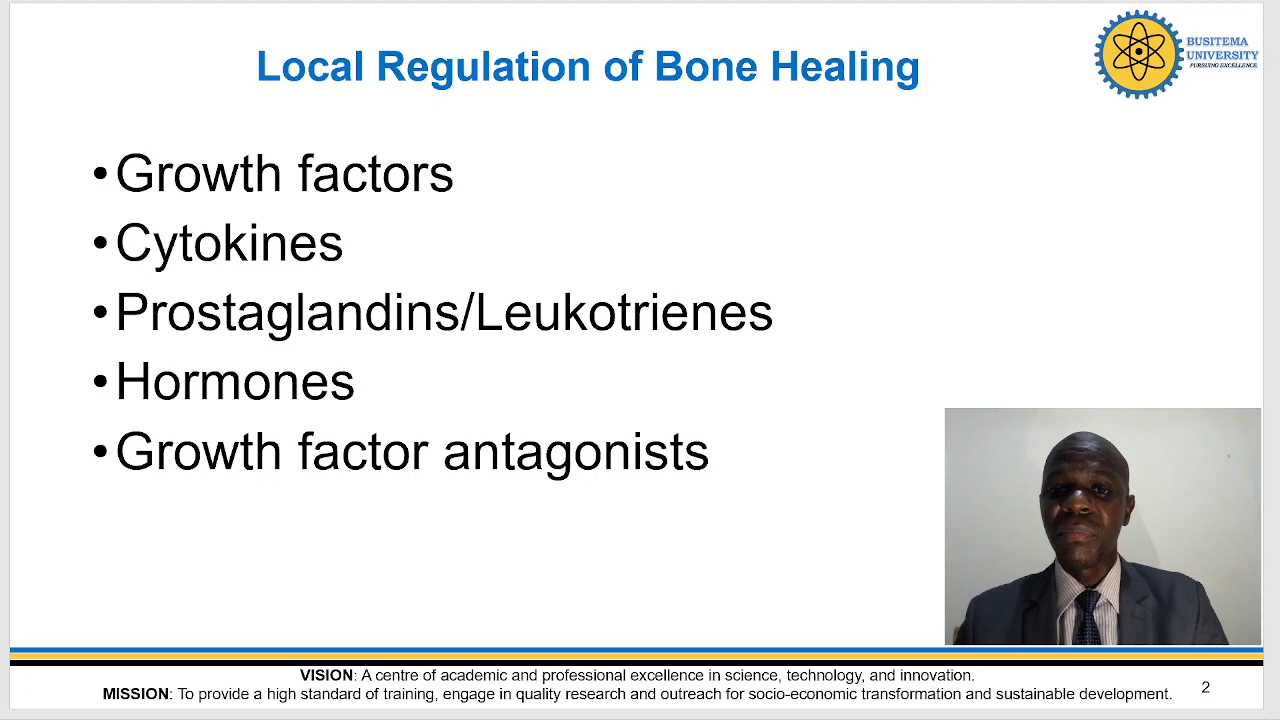 Local Regulation of Bone Healing
BUSITEMA
UNIVERSITY
PURSUING EXCELLENCE
•Growth factors
•Cytokines
•Prostaglandins/Leukotrienes
•Hormones
•Growth factor antagonists
VISION: A centre of academic and professional excellence in science, technology, and innovation.
MISSION: To provide a high standard of training, engage in quality research and outreach for socio-economic transformation and sustainable development.
2